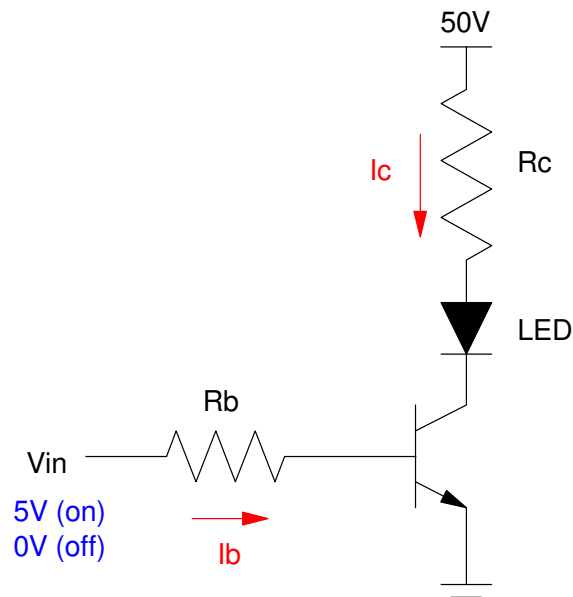 50V
Ic
Rc
LED
Rb
Vin
5V (on)
0V (off)
Ib